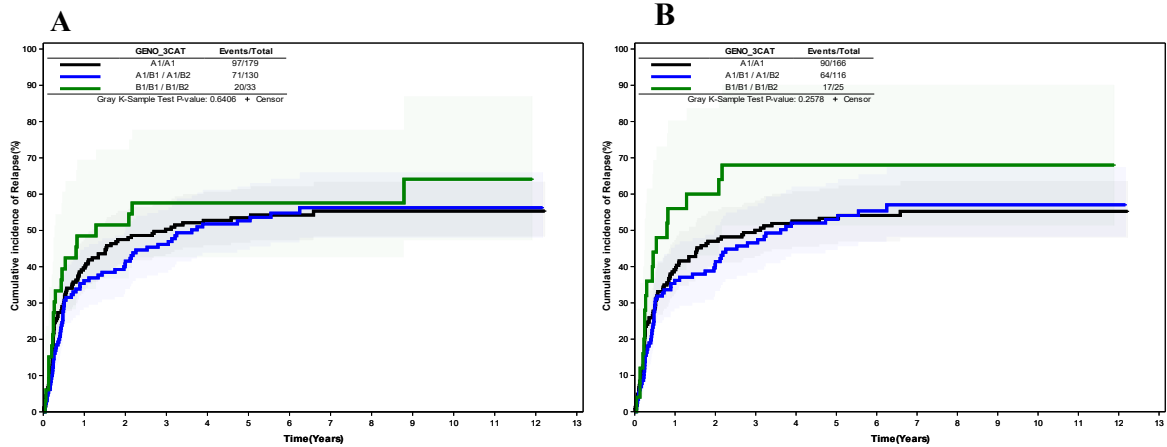 A
GENO_3CAT Events/Total
A1/A1 97/179
A1/B1 / A1/B2 71/130
B1/B1 / B1/B2 20/33
Gray K-Sample Test P-value: 0.6406 + Censor
Cumulative incidence of Relapse(%)
100
90
80
70
60
50
40
30
20
10
0
0 1 2 3 4 5 6 7 8 9 10 11 12 13
Time(Years)
B
GENO_3CAT Events/Total
A1/A1 90/166
A1/B1 / A1/B2 64/116
B1/B1 / B1/B2 17/25
Gray K-Sample Test P-value: 0.2578 + Censor
Cumulative incidence of Relapse(%)
100
90
80
70
60
50
40
30
20
10
0
0 1 2 3 4 5 6 7 8 9 10 11 12 13
Time(Years)